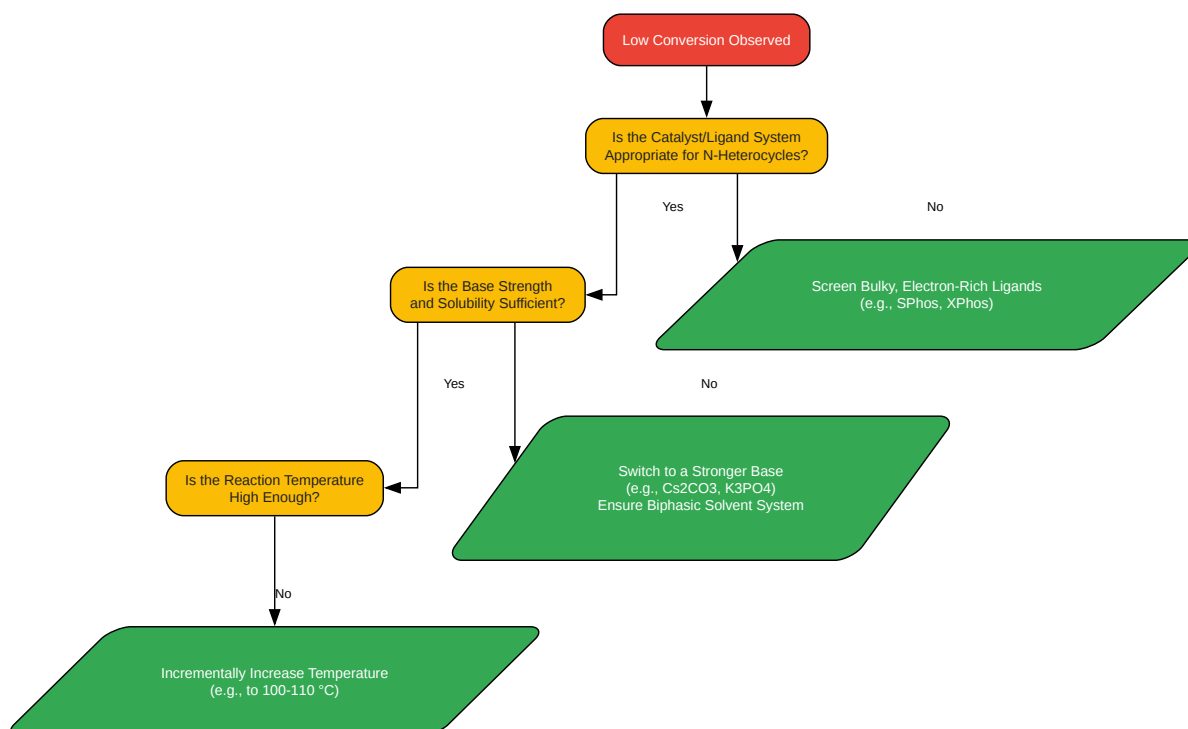 Low Conversion Observed
Is the Catalyst/Ligand System
Appropriate for N-Heterocycles?
Yes
No
Is the Base Strength
and Solubility Sufficient?
Screen Bulky, Electron-Rich Ligands
(e.g., SPhos, XPhos)
Yes
No
Is the Reaction Temperature
High Enough?
Switch to a Stronger Base
(e.g., Cs2CO3, K3PO4)
Ensure Biphasic Solvent System
No
Incrementally Increase Temperature
(e.g., to 100-110 °C)